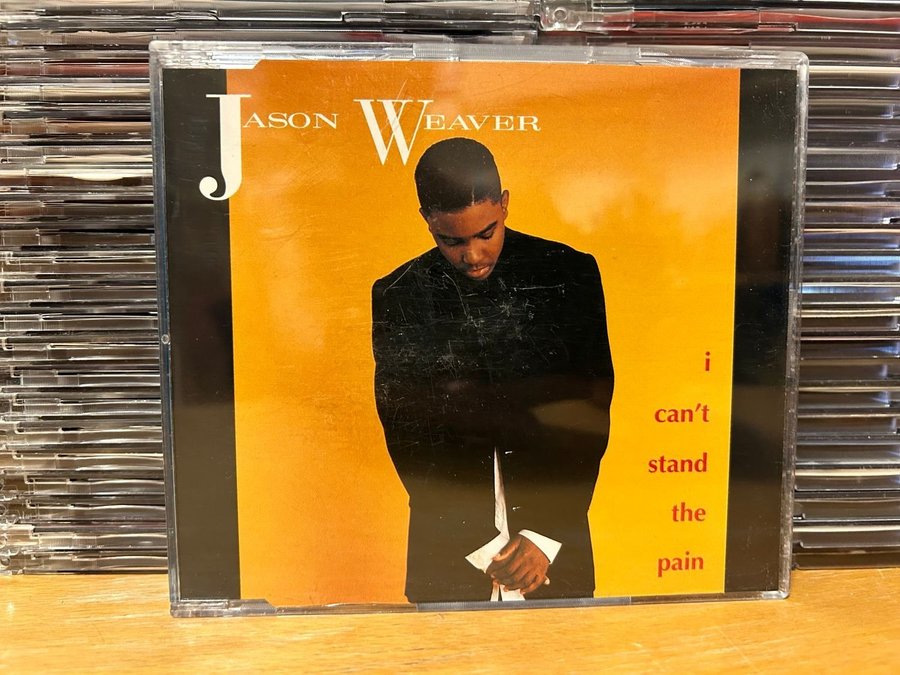 JASON WEAVER
i
can't
stand
the
pain